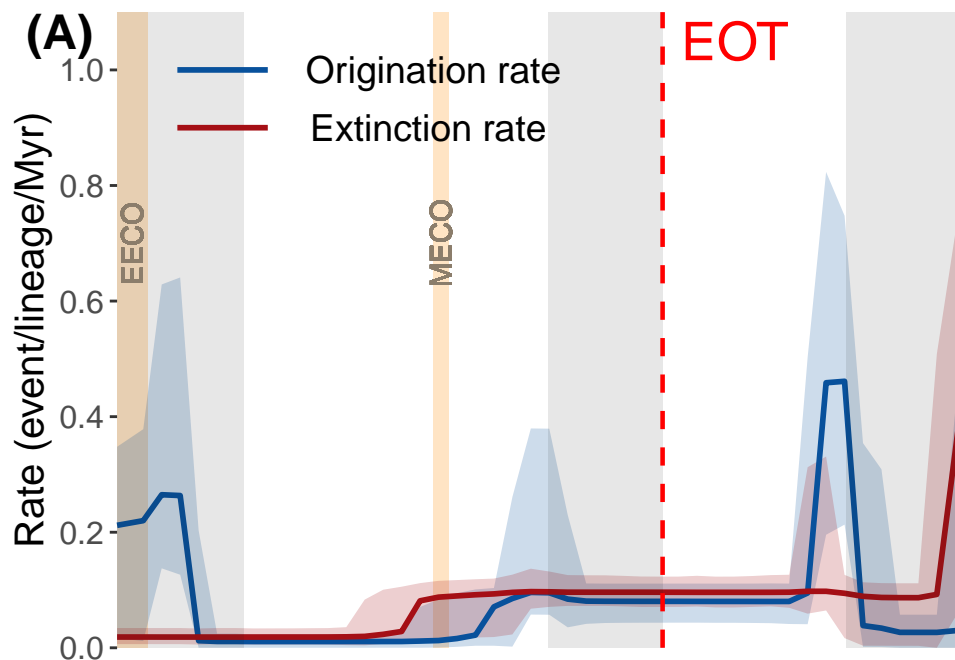 (A)
EOT
Origination rate
Extinction rate
Rate (event/lineage/Myr)
1.0
0.8
0.6
0.4
0.2
0.0
EECO
MECO